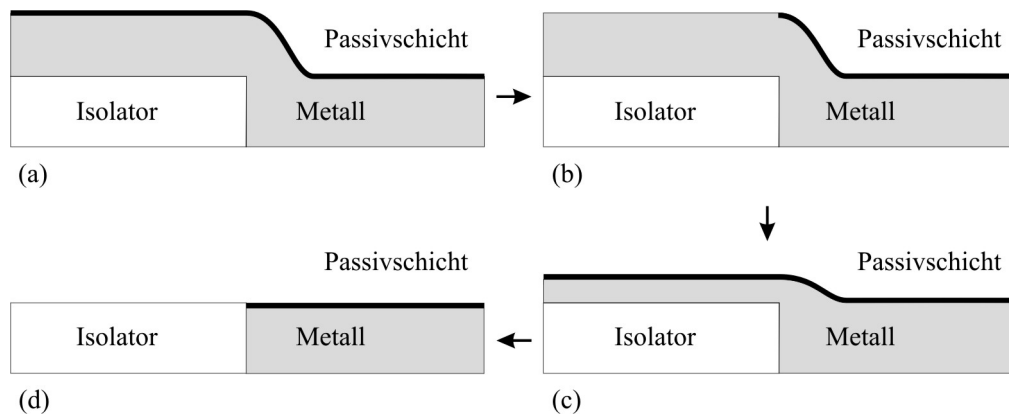 Passivschicht
Isolator Metall
(a)
Passivschicht
Isolator Metall
(b)
Passivschicht
Isolator Metall
(d)
Passivschicht
Isolator Metall
(c)